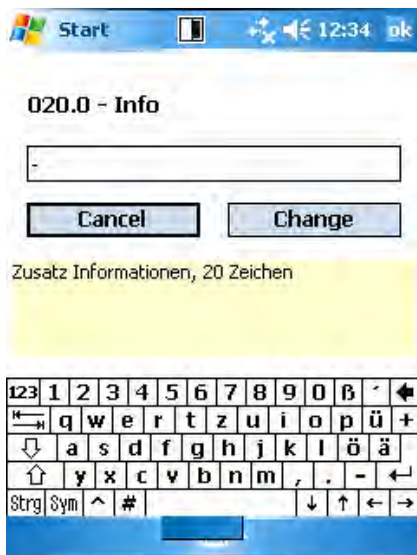 Start 12:34 ok
020.0 - Info
-
Cancel Change
Zusatz Informationen, 20 Zeichen
123 1 2 3 4 5 6 7 8 9 0 ß ´
q w e r t z u i o p ü +
a s d f g h j k l ö ä
y x c v b n m , . -
Strg Sym ^ #